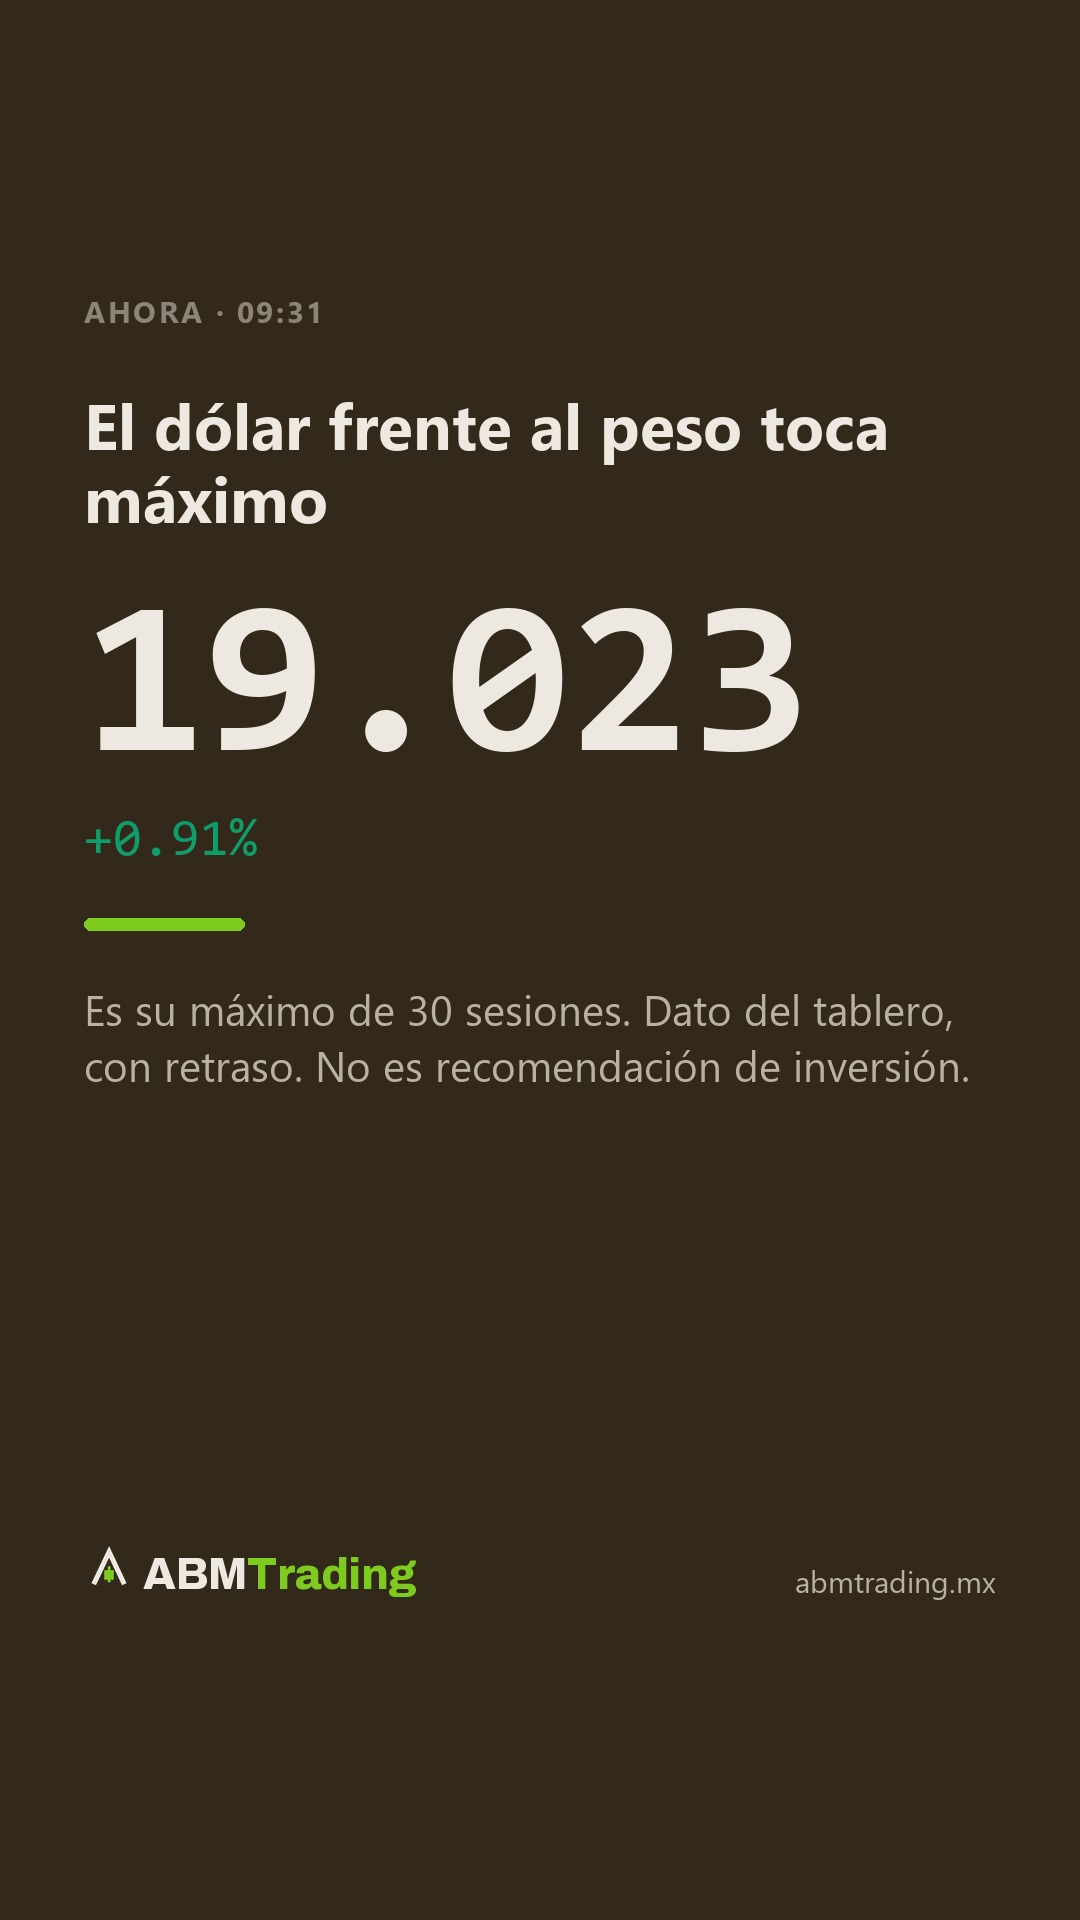 AHORA · 09:31
El dólar frente al peso toca
máximo
19.023
+0.91%
Es su máximo de 30 sesiones. Dato del tablero,
con retraso. No es recomendación de inversión.
ABMTrading
abmtrading.mx